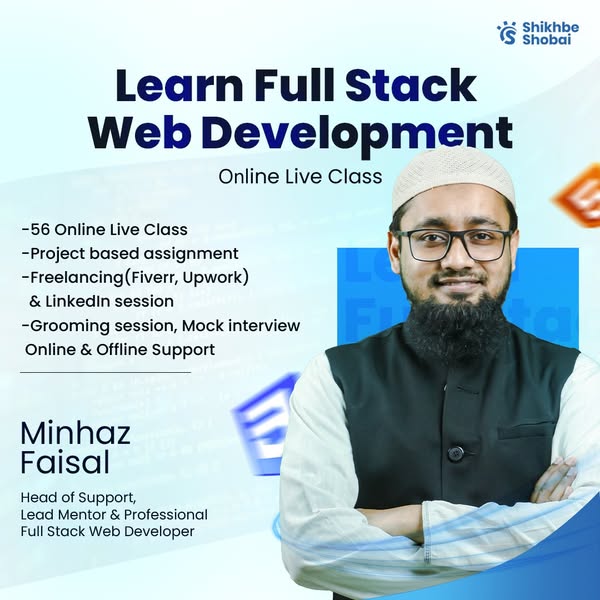 Shikhbe
Shobai
Learn Full Stack
Web Development
Online Live Class
-56 Online Live Class
-Project based assignment
-Freelancing(Fiverr, Upwork)
& LinkedIn session
-Grooming session, Mock interview
Online & Offline Support
Minhaz
Faisal
Head of Support,
Lead Mentor & Professional
Full Stack Web Developer